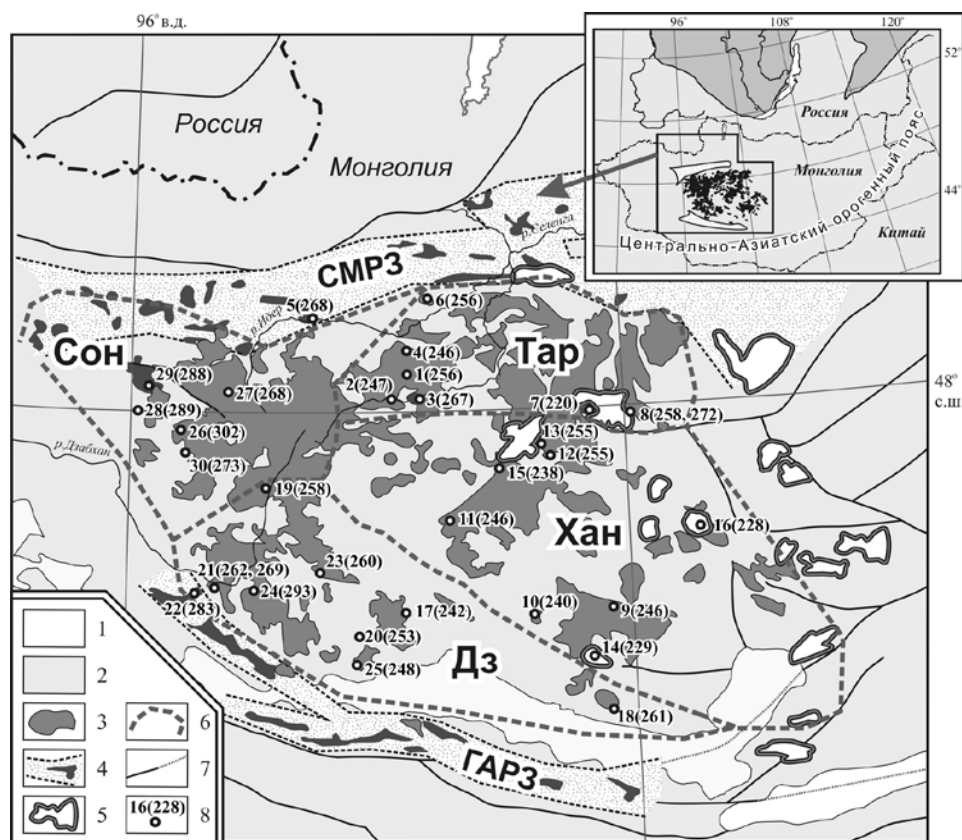 96° в.д.
96°
108°
120°
52°
Россия
Монголия
44°
Китай
Центрально-Азиатский орогенный пояс
Россия
Монголия
р.Селенга
СМРЗ
5(268)
6(256)
р.Идер
Сон
Тар
4(246)
1(256)
29(288)
27(268)
2(247)
3(267)
48°
с.ш.
28(289)
7(220)
8(258, 272)
26(302)
13(255)
12(255)
р.Дзабхан
30(273)
15(238)
19(258)
11(246)
16(228)
Хан
23(260)
21(262, 269)
24(293)
22(283)
17(242)
10(240)
9(246)
20(253)
14(229)
25(248)
Дз
18(261)
ГАРЗ
1
2
3
6
4
7
5
16(228)
8